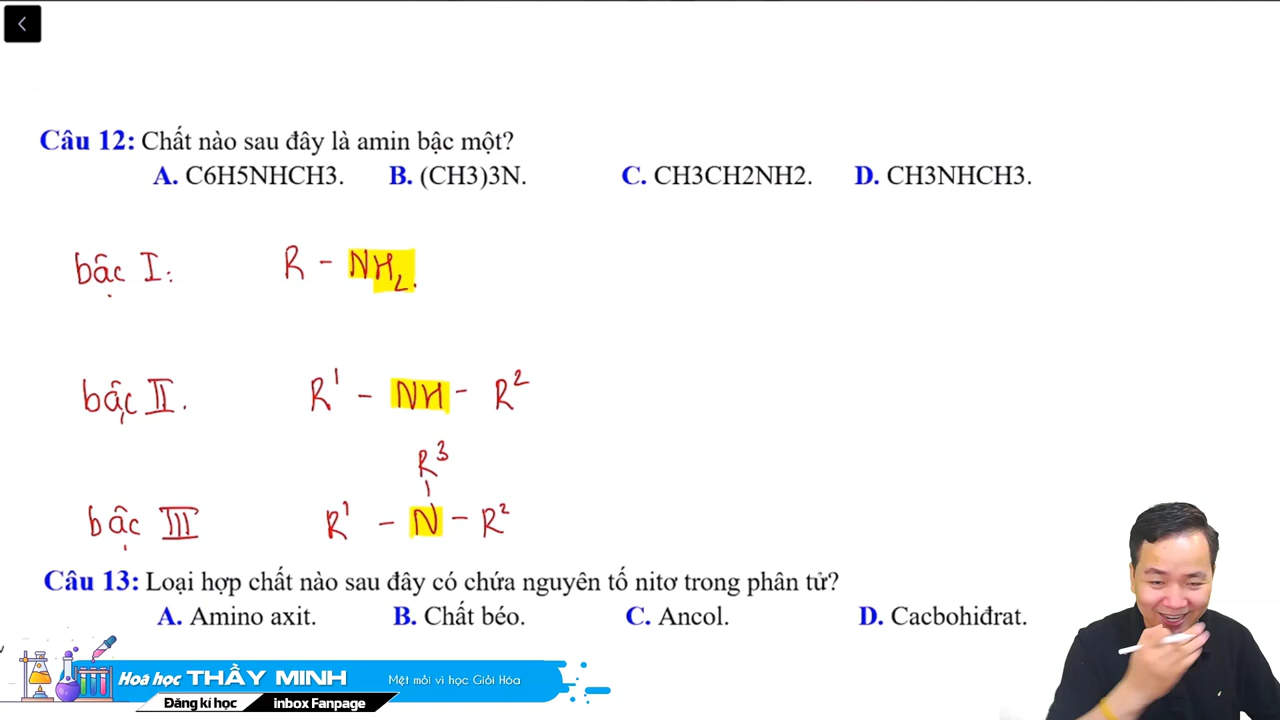 Câu 12: Chất nào sau đây là amin bậc một?
A. C6H5NHCH3. B. (CH3)3N. C. CH3CH2NH2. D. CH3NHCH3.
bậc I: R - NH2.
bậc II. R1 - NH - R2
R3
bậc III R1 - N - R2
Câu 13: Loại hợp chất nào sau đây có chứa nguyên tố nitơ trong phân tử?
A. Amino axit. B. Chất béo. C. Ancol. D. Cacbohiđrat.
Hoá học THẦY MINH Mệt mỏi vì học Giỏi Hóa
Đăng kí học inbox Fanpage